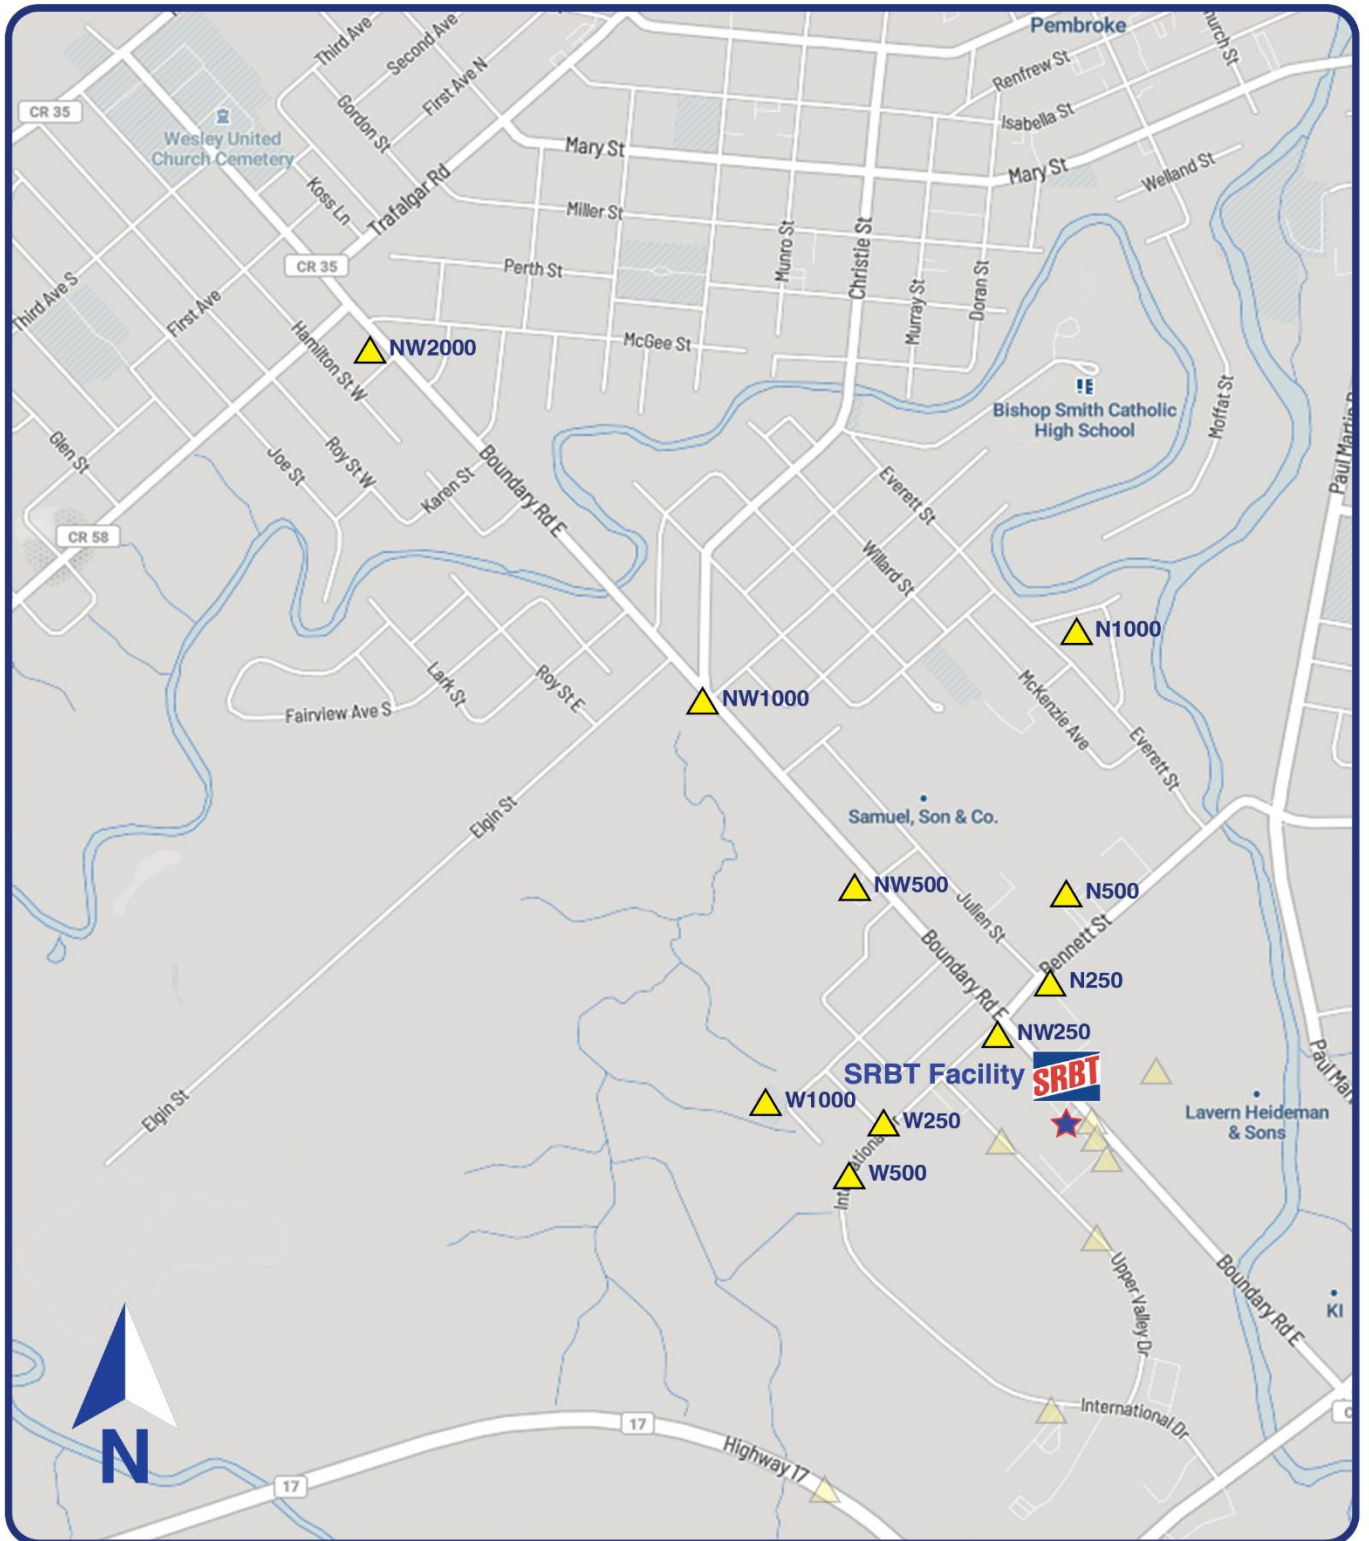 Pembroke
Third Ave
Second Ave
First Ave N
Gordon St
Renfrew St
Isabella St
CR 35
Wesley United
Church Cemetery
Mary St
Mary St
Welland St
Koss Ln
Trafalgar Rd
Miller St
Munro St
Christie St
CR 35
Perth St
Murray St
Doran St
Third Ave S
First Ave
Hamilton St W
NW2000
McGee St
Bishop Smith Catholic
High School
Moffat St
Glen St
Joe St
Roy St W
Karen St
Boundary Rd E
Everett St
CR 58
Willard St
N1000
Lark St
Roy St E
Fairview Ave S
NW1000
McKenzie Ave
Everett St
Elgin St
Samuel, Son & Co.
NW500
N500
Julien St
Bennett St
Boundary Rd E
N250
NW250
SRBT Facility
SRBT
W1000
W250
Elgin St
Lavern Heideman
& Sons
W500
Upper Valley Dr
Boundary Rd E
KI
International Dr
N
17
Highway 17
17